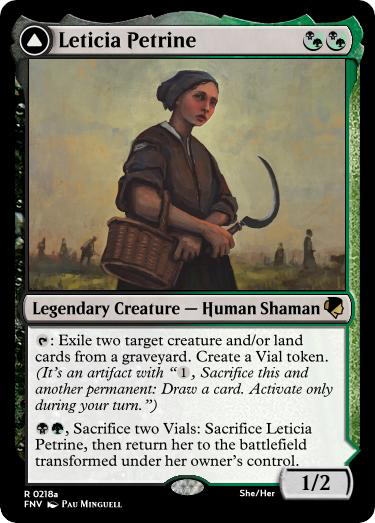 Leticia Petrine
Legendary Creature — Human Shaman
: Exile two target creature and/or land
cards from a graveyard. Create a Vial token.
(It's an artifact with “1, Sacrifice this and
another permanent: Draw a card. Activate only
during your turn.”)
, Sacrifice two Vials: Sacrifice Leticia
Petrine, then return her to the battlefield
transformed under her owner's control.
1/2
R 0218a
She/Her
FNV Pau Minguell